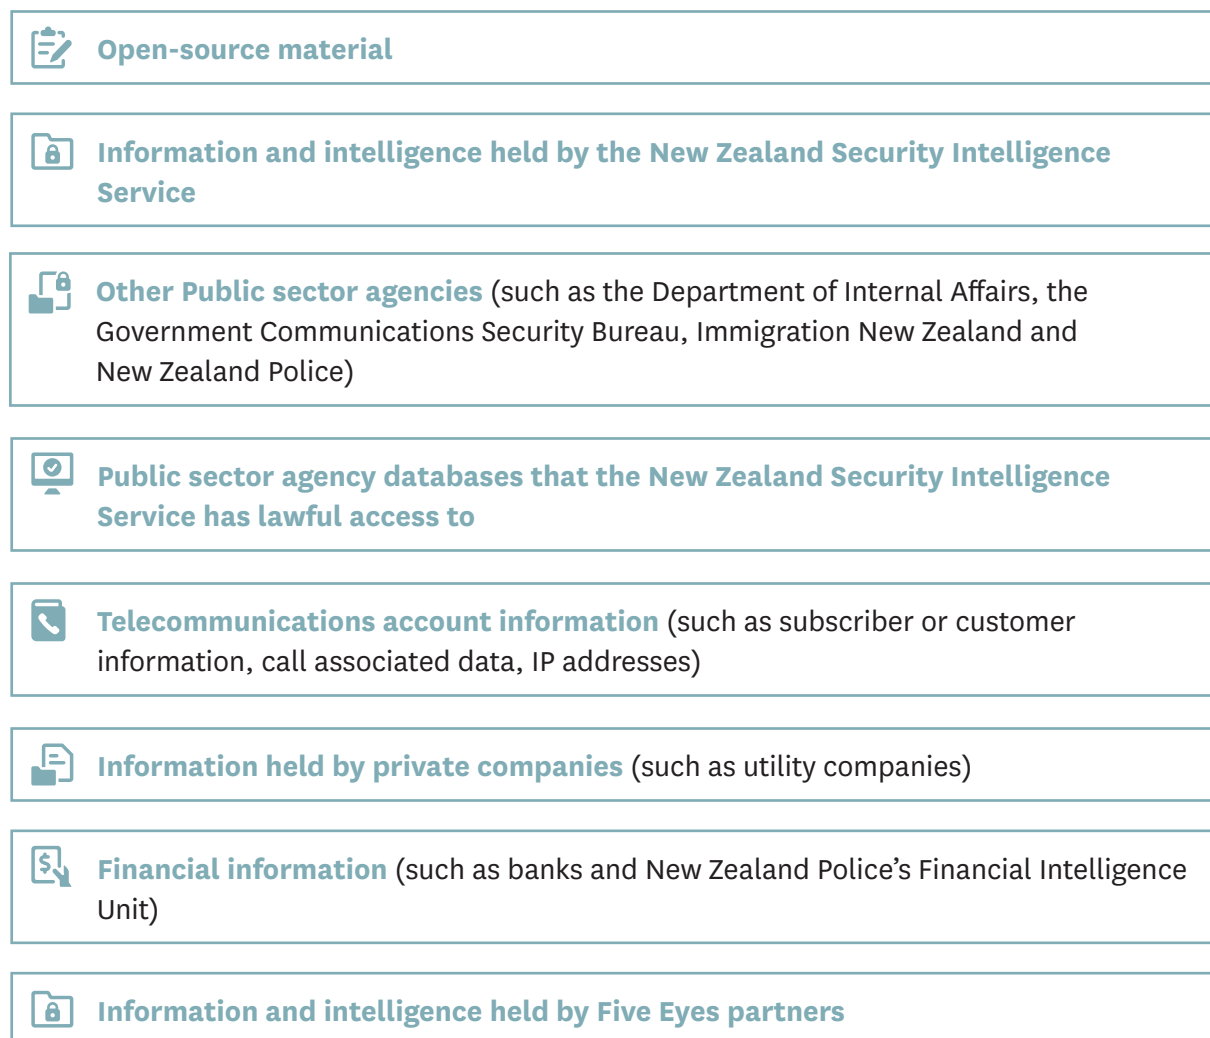 Open-source material
Information and intelligence held by the New Zealand Security Intelligence
Service
Other Public sector agencies (such as the Department of Internal Affairs, the
Government Communications Security Bureau, Immigration New Zealand and
New Zealand Police)
Public sector agency databases that the New Zealand Security Intelligence
Service has lawful access to
Telecommunications account information (such as subscriber or customer
information, call associated data, IP addresses)
Information held by private companies (such as utility companies)
Financial information (such as banks and New Zealand Police’s Financial Intelligence
Unit)
Information and intelligence held by Five Eyes partners